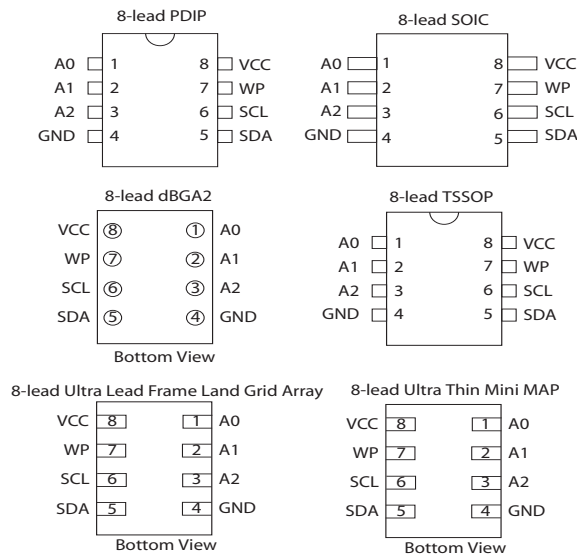 8-lead PDIP
A0 1 8 VCC
A1 2 7 WP
A2 3 6 SCL
GND 4 5 SDA
8-lead SOIC
A0 1 8 VCC
A1 2 7 WP
A2 3 6 SCL
GND 4 5 SDA
8-lead dBGA2
VCC 8 1 A0
WP 7 2 A1
SCL 6 3 A2
SDA 5 4 GND
Bottom View
8-lead TSSOP
A0 1 8 VCC
A1 2 7 WP
A2 3 6 SCL
GND 4 5 SDA
8-lead Ultra Lead Frame Land Grid Array
VCC 8 1 A0
WP 7 2 A1
SCL 6 3 A2
SDA 5 4 GND
Bottom View
8-lead Ultra Thin Mini MAP
VCC 8 1 A0
WP 7 2 A1
SCL 6 3 A2
SDA 5 4 GND
Bottom View